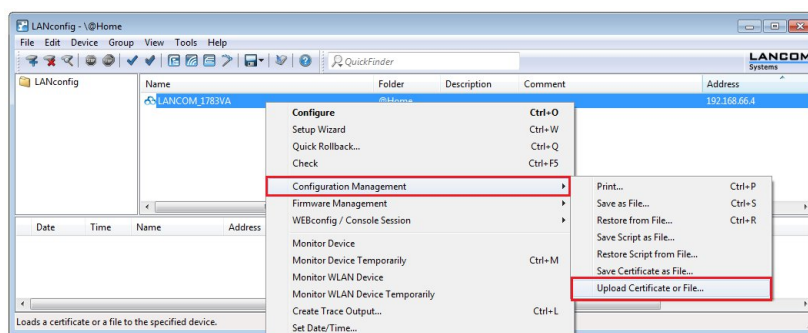 LANconfig - \@Home
File Edit Device Group View Tools Help
QuickFinder
LANCOM
Systems
LANconfig
Name Folder Description Comment Address
LANCOM_1783VA @Home 192.168.66.4
Configure Ctrl+O
Setup Wizard Ctrl+W
Quick Rollback... Ctrl+Q
Check Ctrl+F5
Configuration Management
Firmware Management
WEBconfig / Console Session
Monitor Device
Monitor Device Temporarily Ctrl+M
Monitor WLAN Device
Monitor WLAN Device Temporarily
Create Trace Output... Ctrl+L
Set Date/Time...
Print... Ctrl+P
Save as File... Ctrl+S
Restore from File... Ctrl+R
Save Script as File...
Restore Script from File...
Save Certificate as File...
Upload Certificate or File...
Date Time Name Address
Loads a certificate or a file to the specified device.